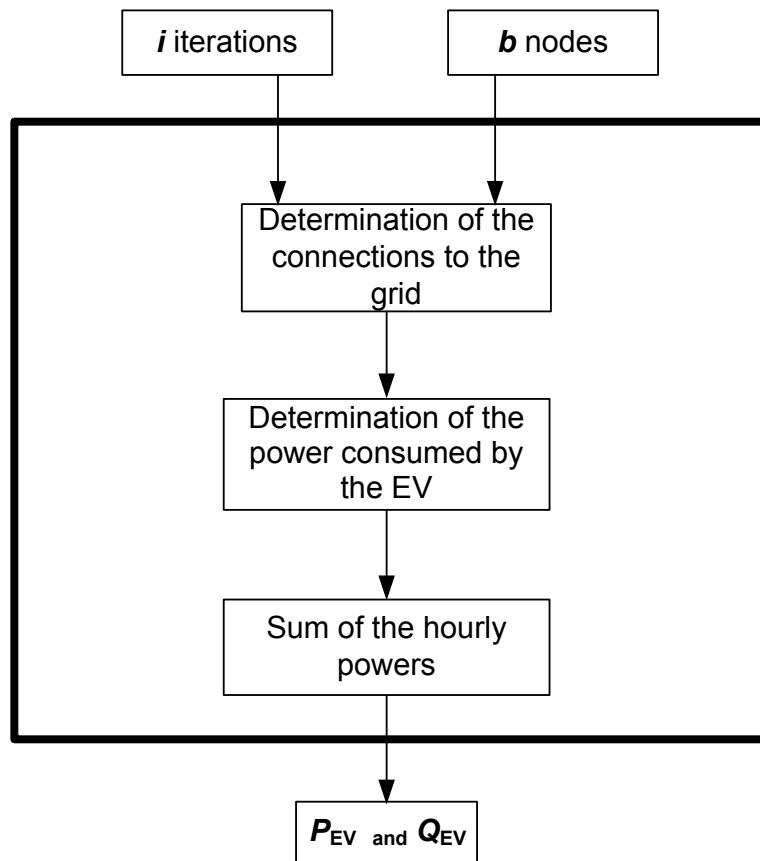 i iterations
b nodes
Determination of the
connections to the
grid
Determination of the
power consumed by
the EV
Sum of the hourly
powers
PEV and QEV